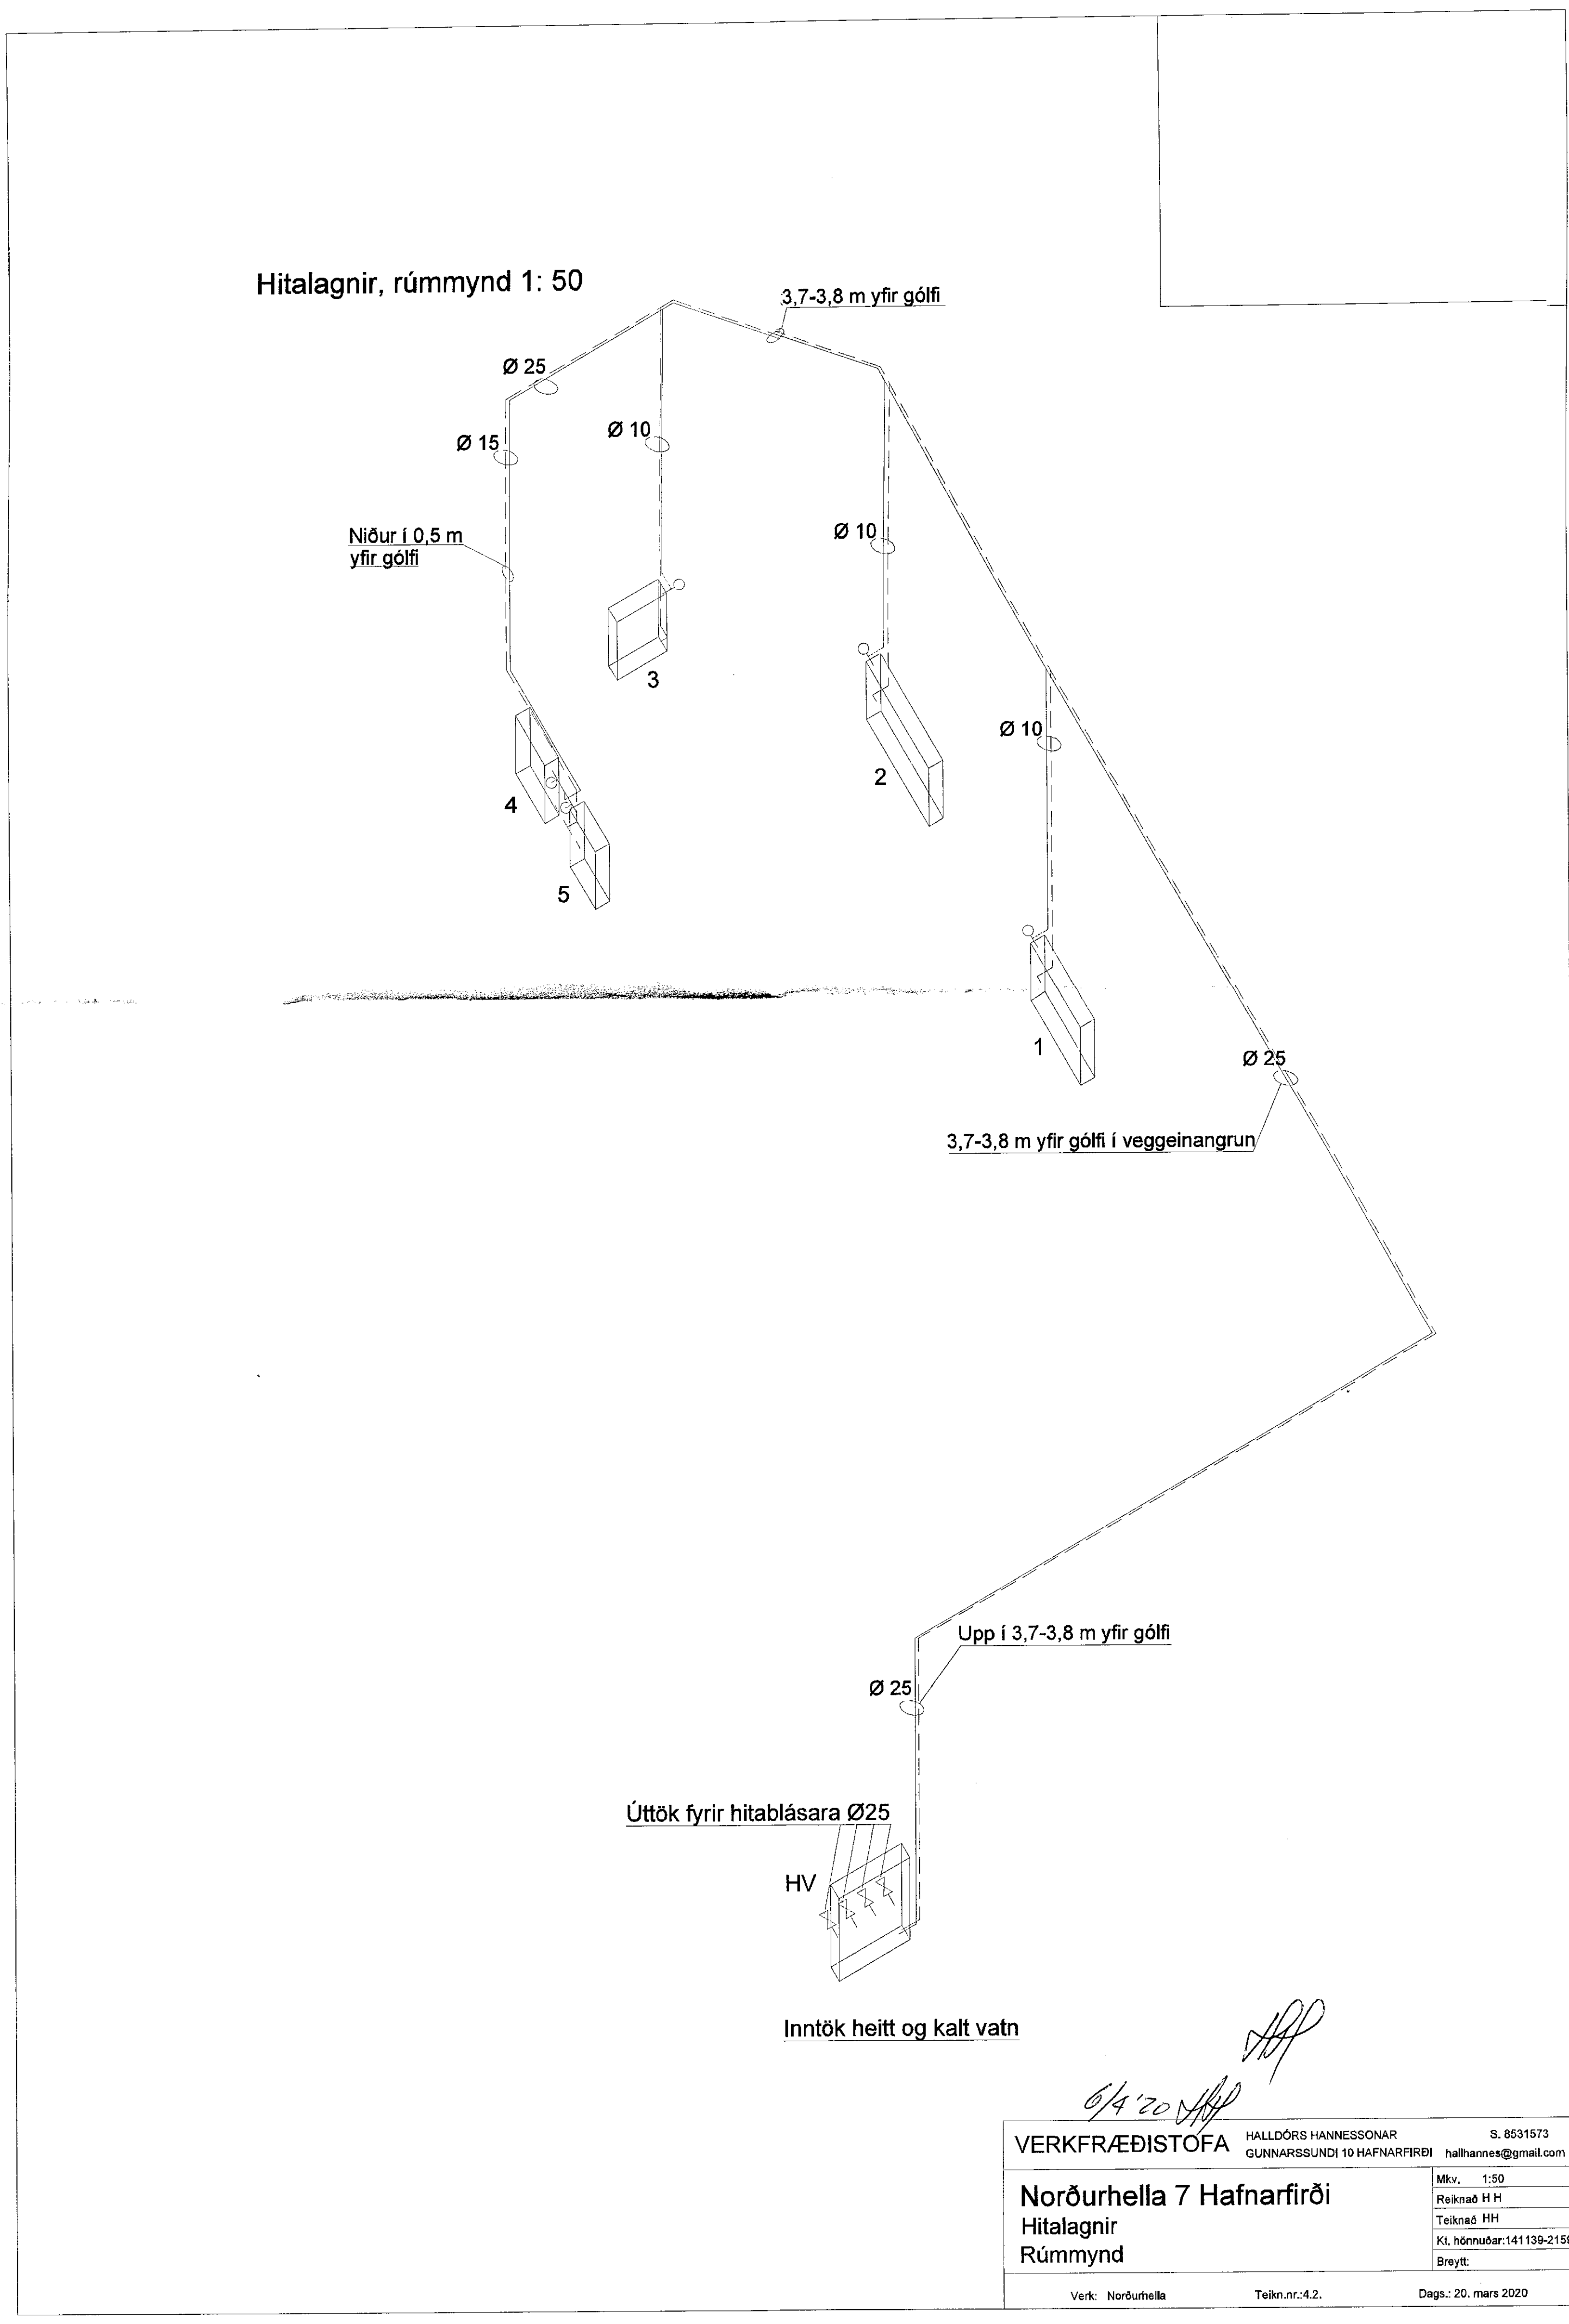 Hitalagnir, rúmmynd 1: 50
3,7-3,8 m yfir gólfi
Ø 25
Ø 15
Ø 10
Niður í 0,5 m
yfir gólfi
Ø 10
3
Ø 10
2
4
5
1
Ø 25
3,7-3,8 m yfir gólfi í veggeinangrun
Upp í 3,7-3,8 m yfir gólfi
Ø 25
Úttök fyrir hitablásara Ø25
HV
Inntök heitt og kalt vatn
6/4 '20
VERKFRÆÐISTOFA
HALLDÓRS HANNESSONAR
GUNNARSSUNDI 10 HAFNARFIRÐI
S. 8531573
hallhannes@gmail.com
Norðurhella 7 Hafnarfirði
Hitalagnir
Rúmmynd
Mkv. 1:50
Reiknað H H
Teiknað HH
Kt. hönnuðar:141139-215
Breytt:
Verk: Norðurhella
Teikn.nr.:4.2.
Dags.: 20. mars 2020